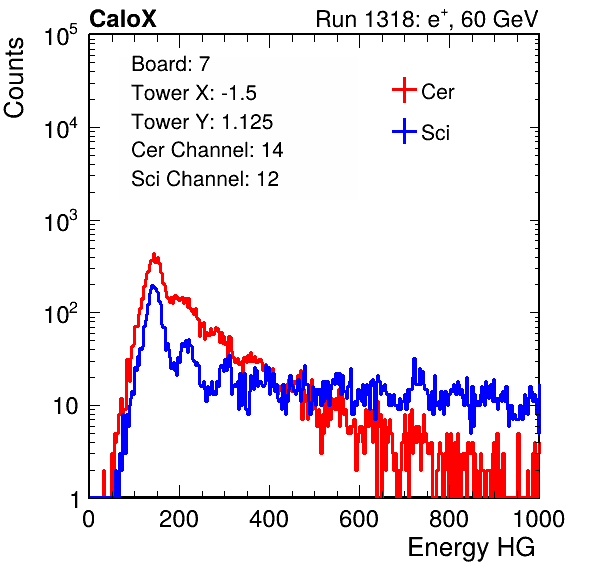 CaloX Run 1318: e⁺, 60 GeV
Counts
Board: 7
Tower X: -1.5
Tower Y: 1.125
Cer Channel: 14
Sci Channel: 12
Cer
Sci
10⁵
10⁴
10³
10²
10
1
0 200 400 600 800 1000
Energy HG